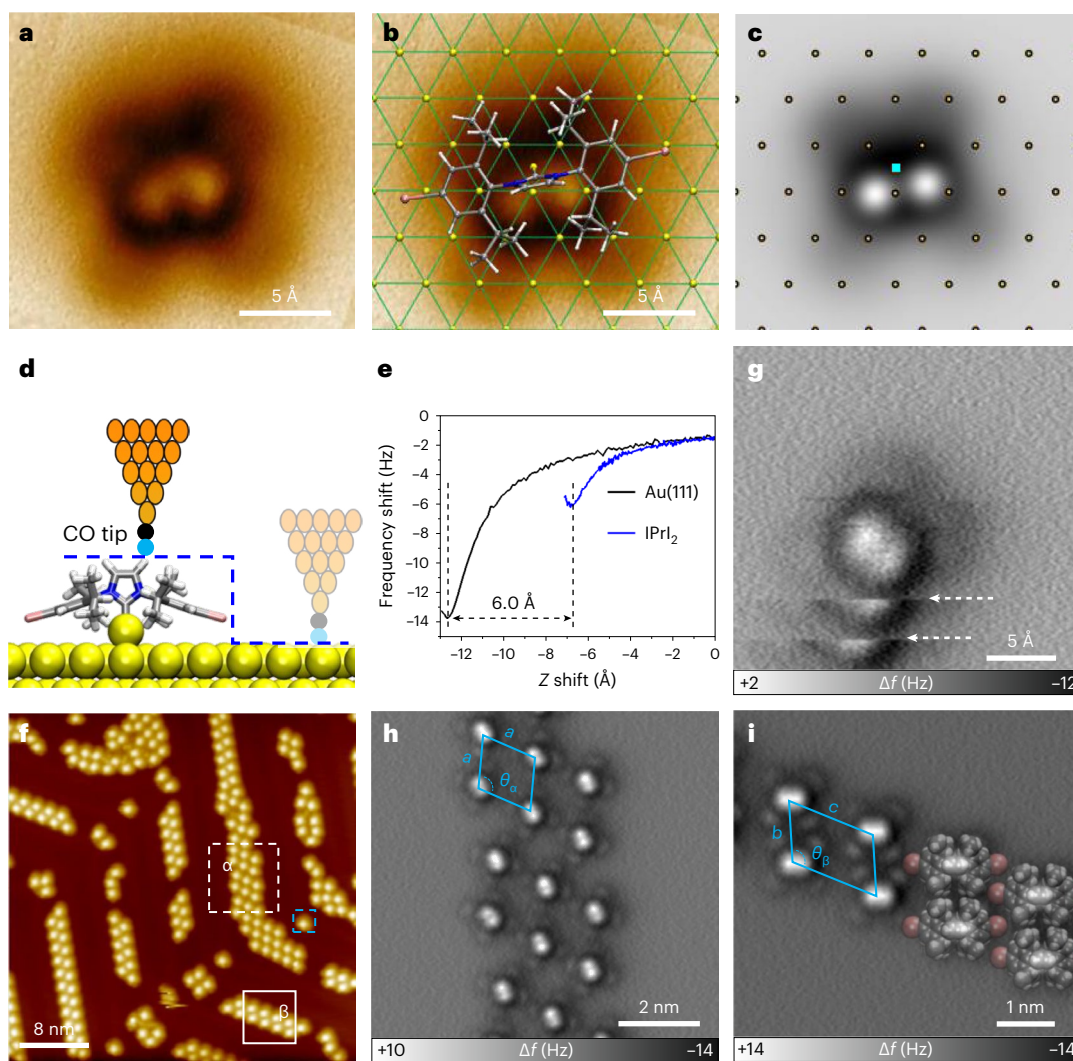 a
5 Å
b
5 Å
c
d
CO tip
e
0
−2
−4
−6
−8
−10
−12
−14
Frequency shift (Hz)
Au(111)
IPrI₂
6.0 Å
−12 −10 −8 −6 −4 −2 0
Z shift (Å)
g
5 Å
+2 Δf (Hz) −12
f
α
β
8 nm
h
a
a
θα
2 nm
+10 Δf (Hz) −14
i
c
b
θβ
1 nm
+14 Δf (Hz) −14